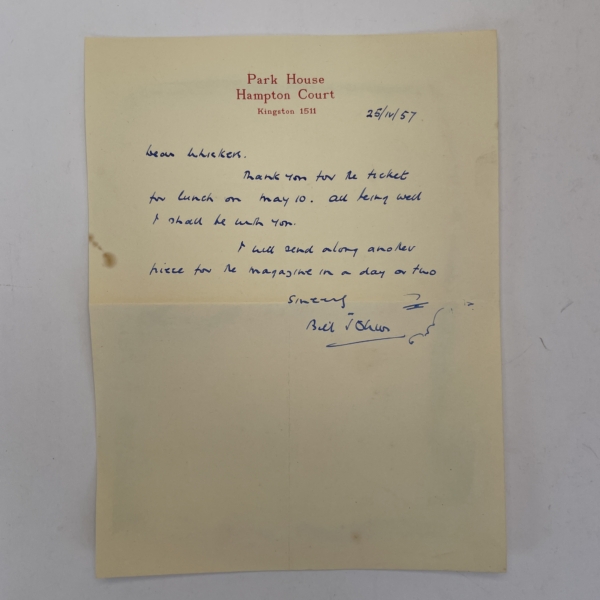 Park House
Hampton Court
Kingston 1511
25/IV/57
Dear Whiskers.
Thank you for the ticket
for lunch on May 10. All being well
I shall be with you.
I will send along another
piece for the magazine in a day or two
Sincerely
Bill